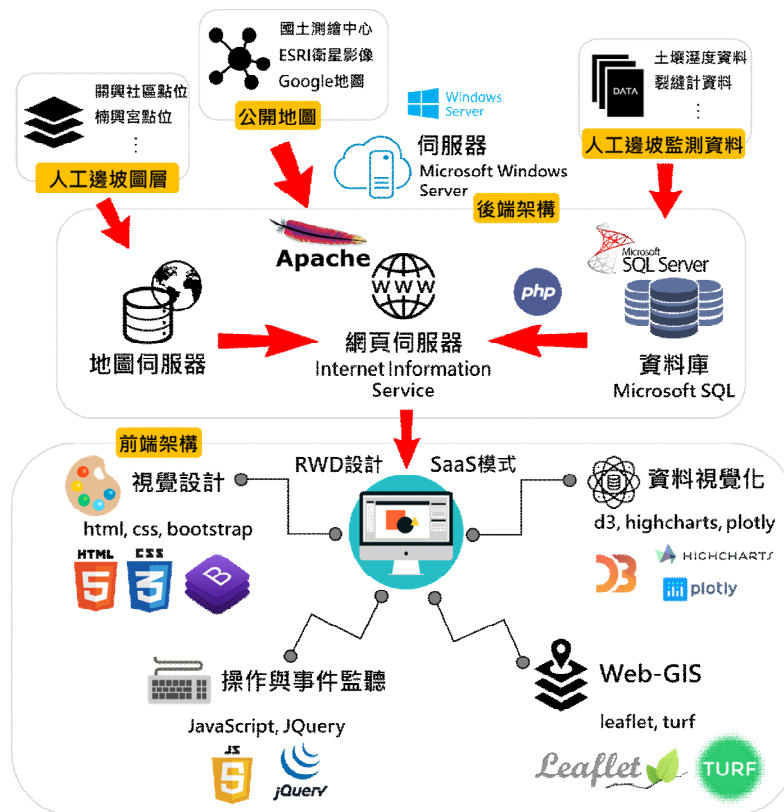 國土測繪中心
ESRI衛星影像
Google地圖
公開地圖
開興社區點位
楠興宮點位
⋮
人工邊坡圖層
Windows
Server
伺服器
Microsoft Windows
Server
DATA
土壤溼度資料
裂縫計資料
⋮
人工邊坡監測資料
後端架構
Apache
WWW
php
Microsoft
SQL Server
地圖伺服器
網頁伺服器
Internet Information
Service
資料庫
Microsoft SQL
前端架構
RWD設計
SaaS模式
視覺設計
html, css, bootstrap
HTML
5
CSS
3
B
資料視覺化
d3, highcharts, plotly
D3
HIGHCHARTS
plotly
操作與事件監聽
JavaScript, JQuery
JS
5
jQuery
Web-GIS
leaflet, turf
Leaflet
TURF